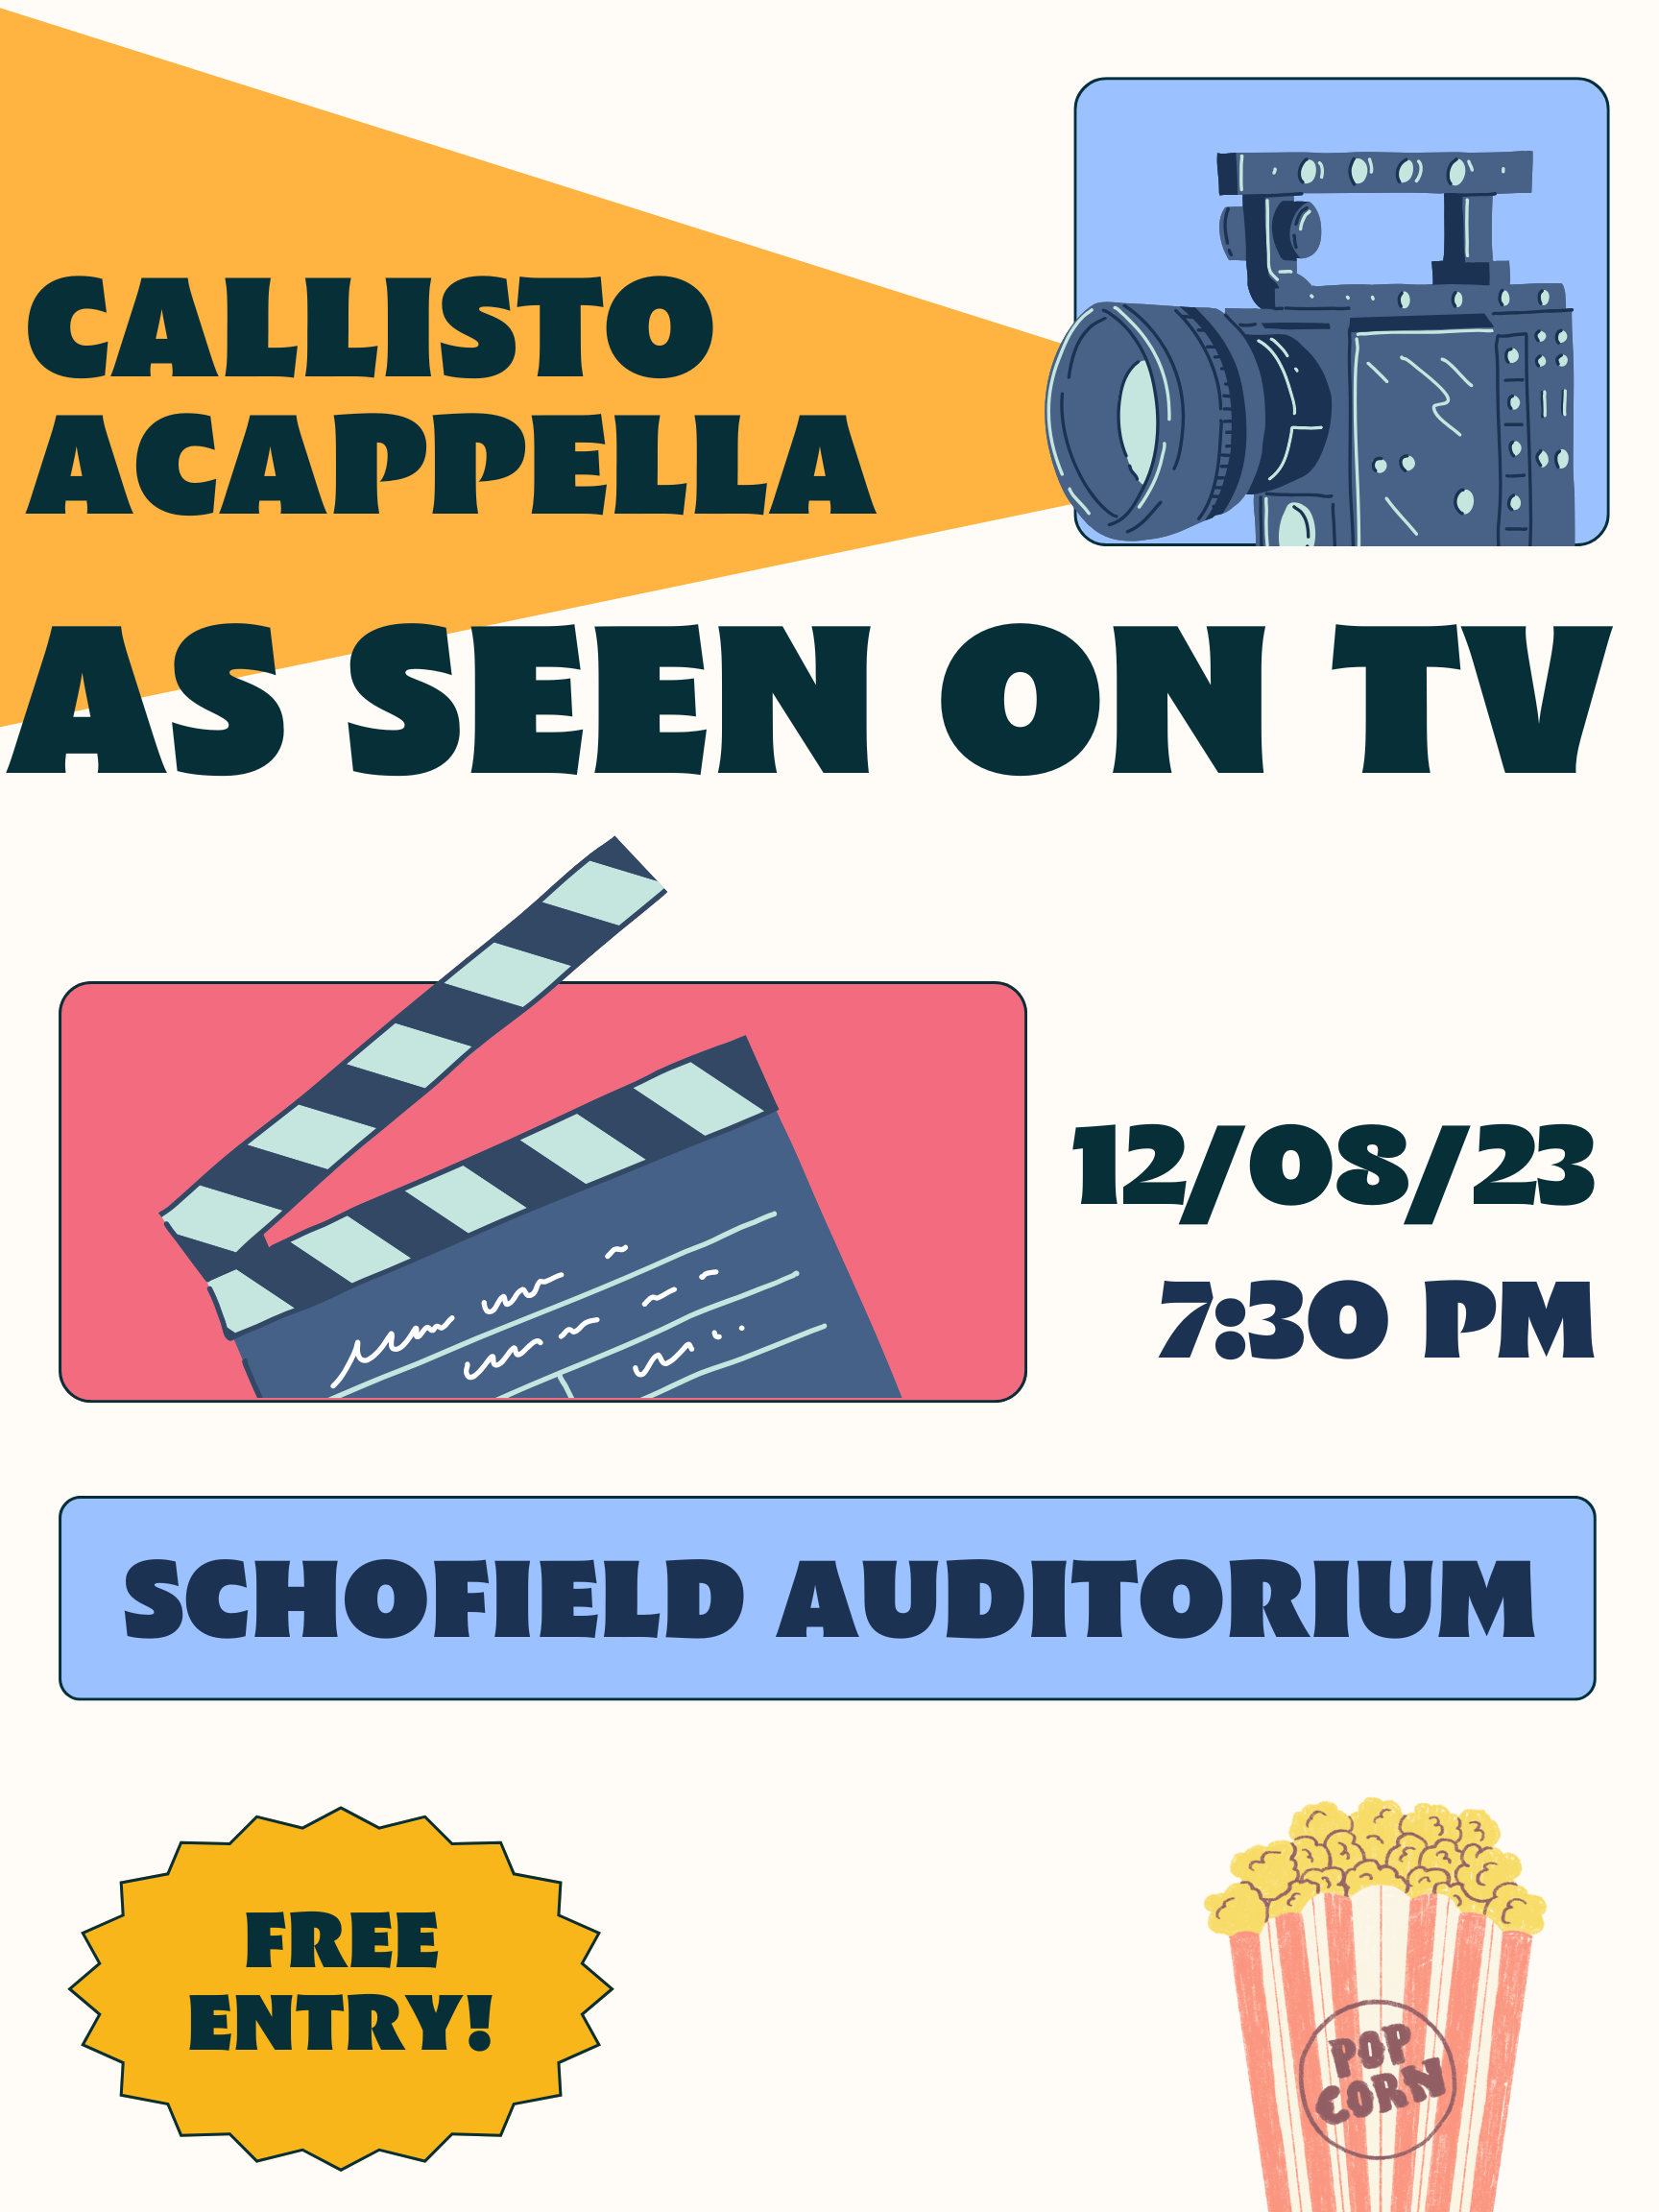 CALLISTO
ACAPPELLA
AS SEEN ON TV
12/08/23
7:30 PM
SCHOFIELD AUDITORIUM
FREE
ENTRY!
POP
CORN